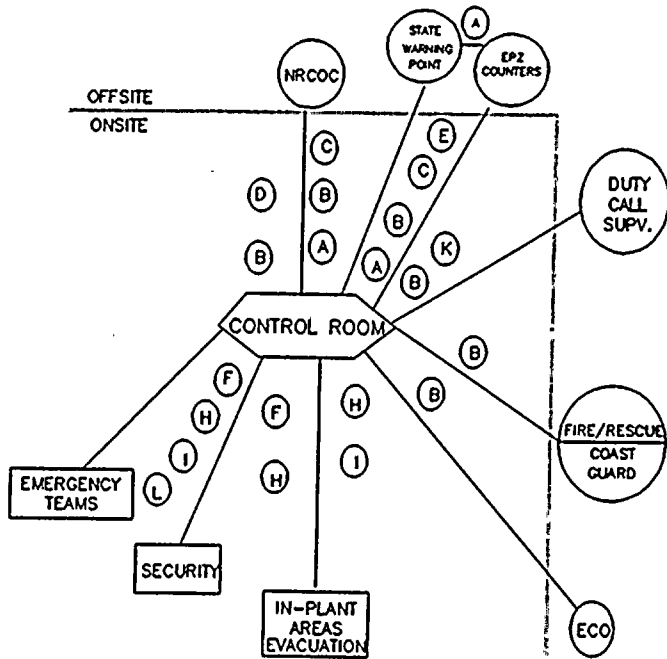 A
STATE
WARNING
POINT
EPZ
COUNTERS
NRCOC
OFFSITE
ONSITE
E
C
C
D
B
B
K
A
A
B
B
DUTY
CALL
SUPV.
CONTROL ROOM
B
B
F
F
H
H
I
I
L
H
FIRE/RESCUE
COAST
GUARD
EMERGENCY
TEAMS
SECURITY
IN-PLANT
AREAS
EVACUATION
ECO